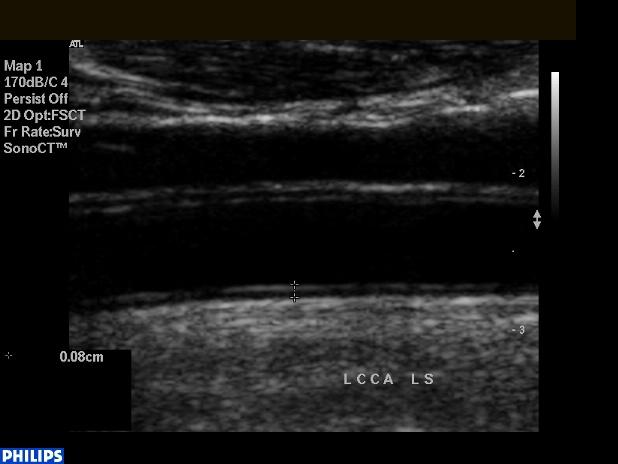 ATL
Map 1
170dB/C 4
Persist Off
2D Opt:FSCT
Fr Rate:Surv
SonoCT™
- 2
- 3
0.08cm
LCCA LS
PHILIPS